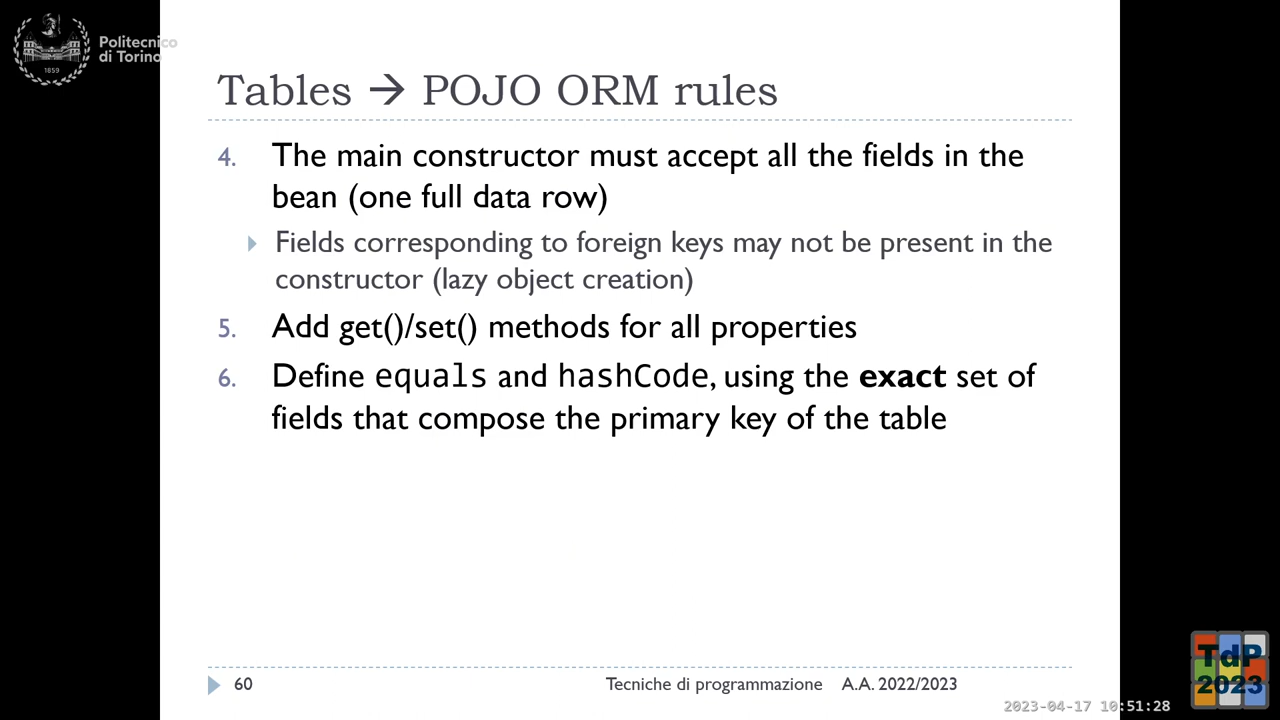 Politecnico
di Torino
1859
Tables → POJO ORM rules
4. The main constructor must accept all the fields in the
bean (one full data row)
Fields corresponding to foreign keys may not be present in the
constructor (lazy object creation)
5. Add get()/set() methods for all properties
6. Define equals and hashCode, using the exact set of
fields that compose the primary key of the table
60 Tecniche di programmazione A.A. 2022/2023
TdP
2023
2023-04-17 10:51:28